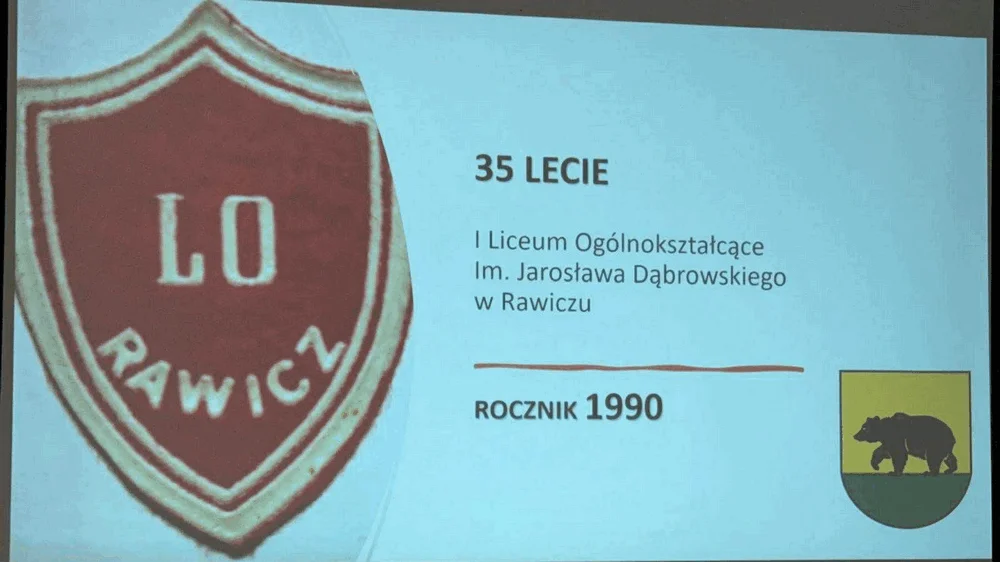 LO
RAWICZ
35 LECIE
I Liceum Ogólnokształcące
Im. Jarosława Dąbrowskiego
w Rawiczu
ROCZNIK 1990